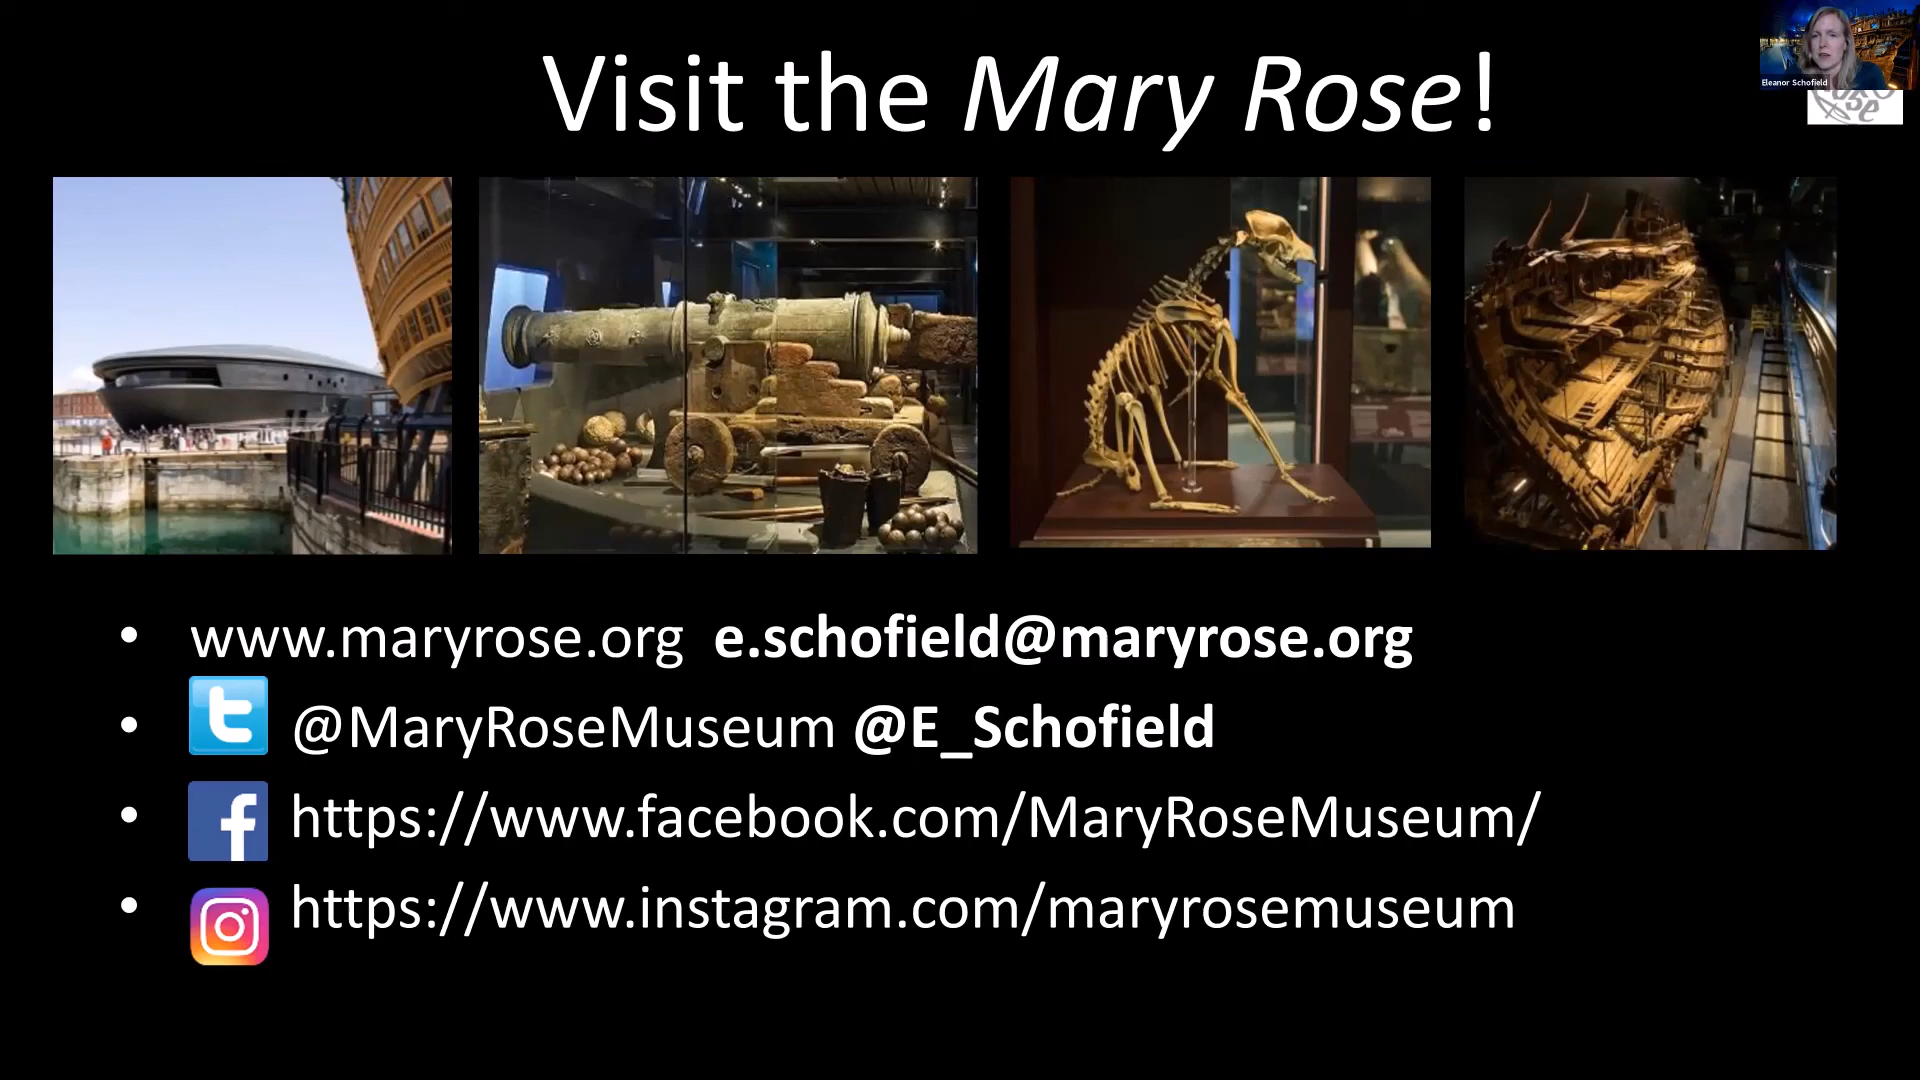 Visit the Mary Rose!
Eleanor Schofield
www.maryrose.org e.schofield@maryrose.org
@MaryRoseMuseum @E_Schofield
https://www.facebook.com/MaryRoseMuseum/
https://www.instagram.com/maryrosemuseum